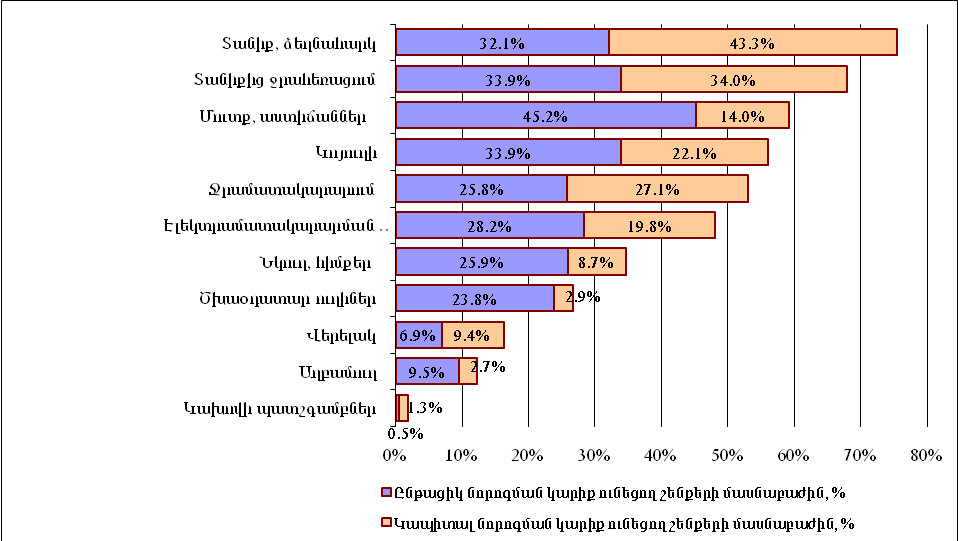 Տանիք, ձեղնահարկ 32.1% 43.3%
Տանիքից ջրահեռացում 33.9% 34.0%
Մուտք, աստիճաններ 45.2% 14.0%
Կոյուղի 33.9% 22.1%
Ջրամատակարարում 25.8% 27.1%
Էլեկտրամատակարարման .. 28.2% 19.8%
Նկուղ, հիմքեր 25.9% 8.7%
Ծխաօդատար ուղիներ 23.8% 2.9%
Վերելակ 6.9% 9.4%
Աղբամուղ 9.5% 2.7%
Կախովի պատշգամբներ 1.3%
0.5%
0% 10% 20% 30% 40% 50% 60% 70% 80%
Ընթացիկ նորոգման կարիք ունեցող շենքերի մասնաբաժին, %
Կապիտալ նորոգման կարիք ունեցող շենքերի մասնաբաժին, %